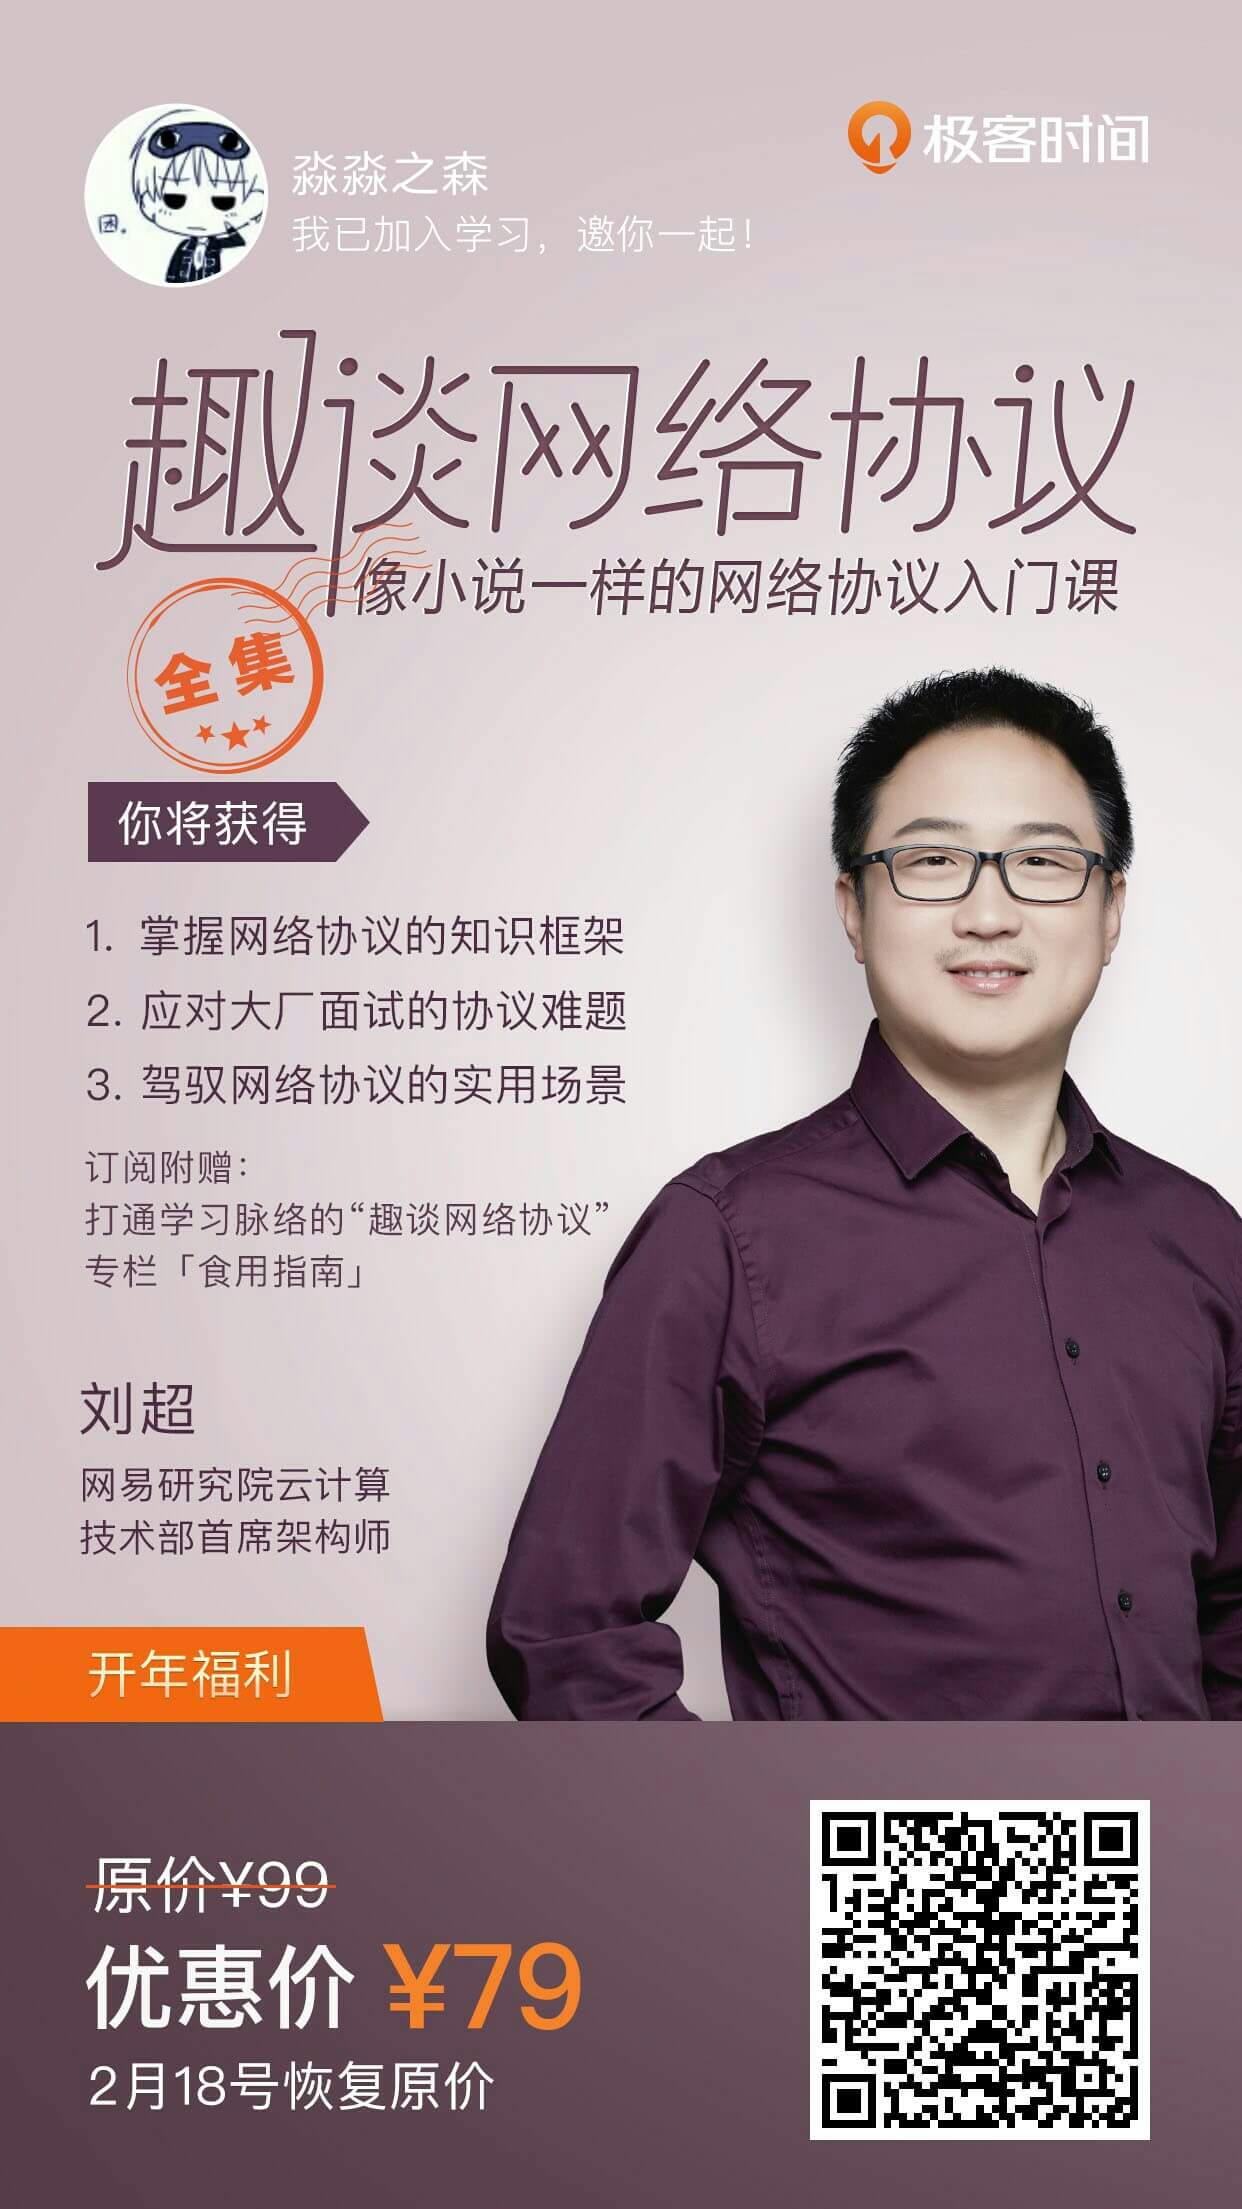 极客时间
淼淼之森
我已加入学习，邀你一起！
困。
趣谈网络协议
像小说一样的网络协议入门课
全集
你将获得
1. 掌握网络协议的知识框架
2. 应对大厂面试的协议难题
3. 驾驭网络协议的实用场景
订阅附赠：
打通学习脉络的“趣谈网络协议”
专栏「食用指南」
刘超
网易研究院云计算
技术部首席架构师
开年福利
原价¥99
优惠价 ¥79
2月18号恢复原价